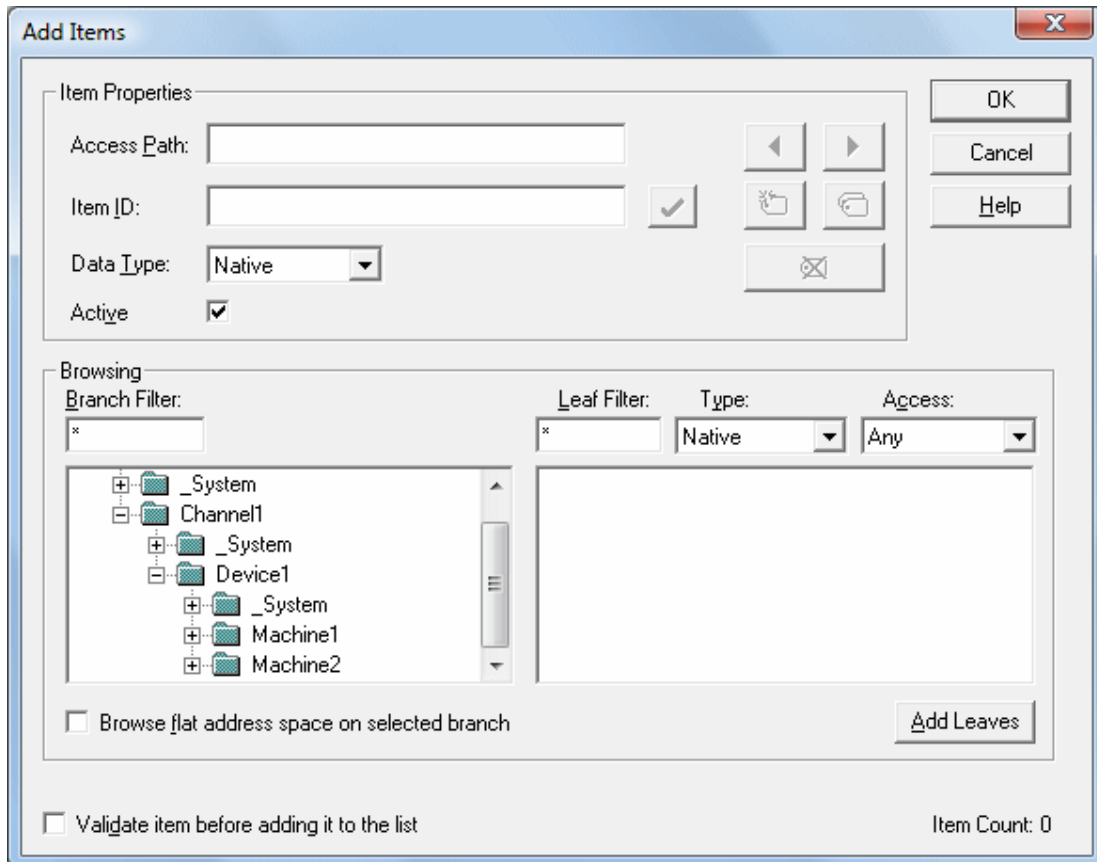 Add Items
Item Properties
OK
Access Path:
Cancel
Item ID:
Help
Data Type: Native
Active
Browsing
Branch Filter: Leaf Filter: Type: Access:
* * Native Any
_System
Channel1
_System
Device1
_System
Machine1
Machine2
Browse flat address space on selected branch Add Leaves
Validate item before adding it to the list Item Count: 0